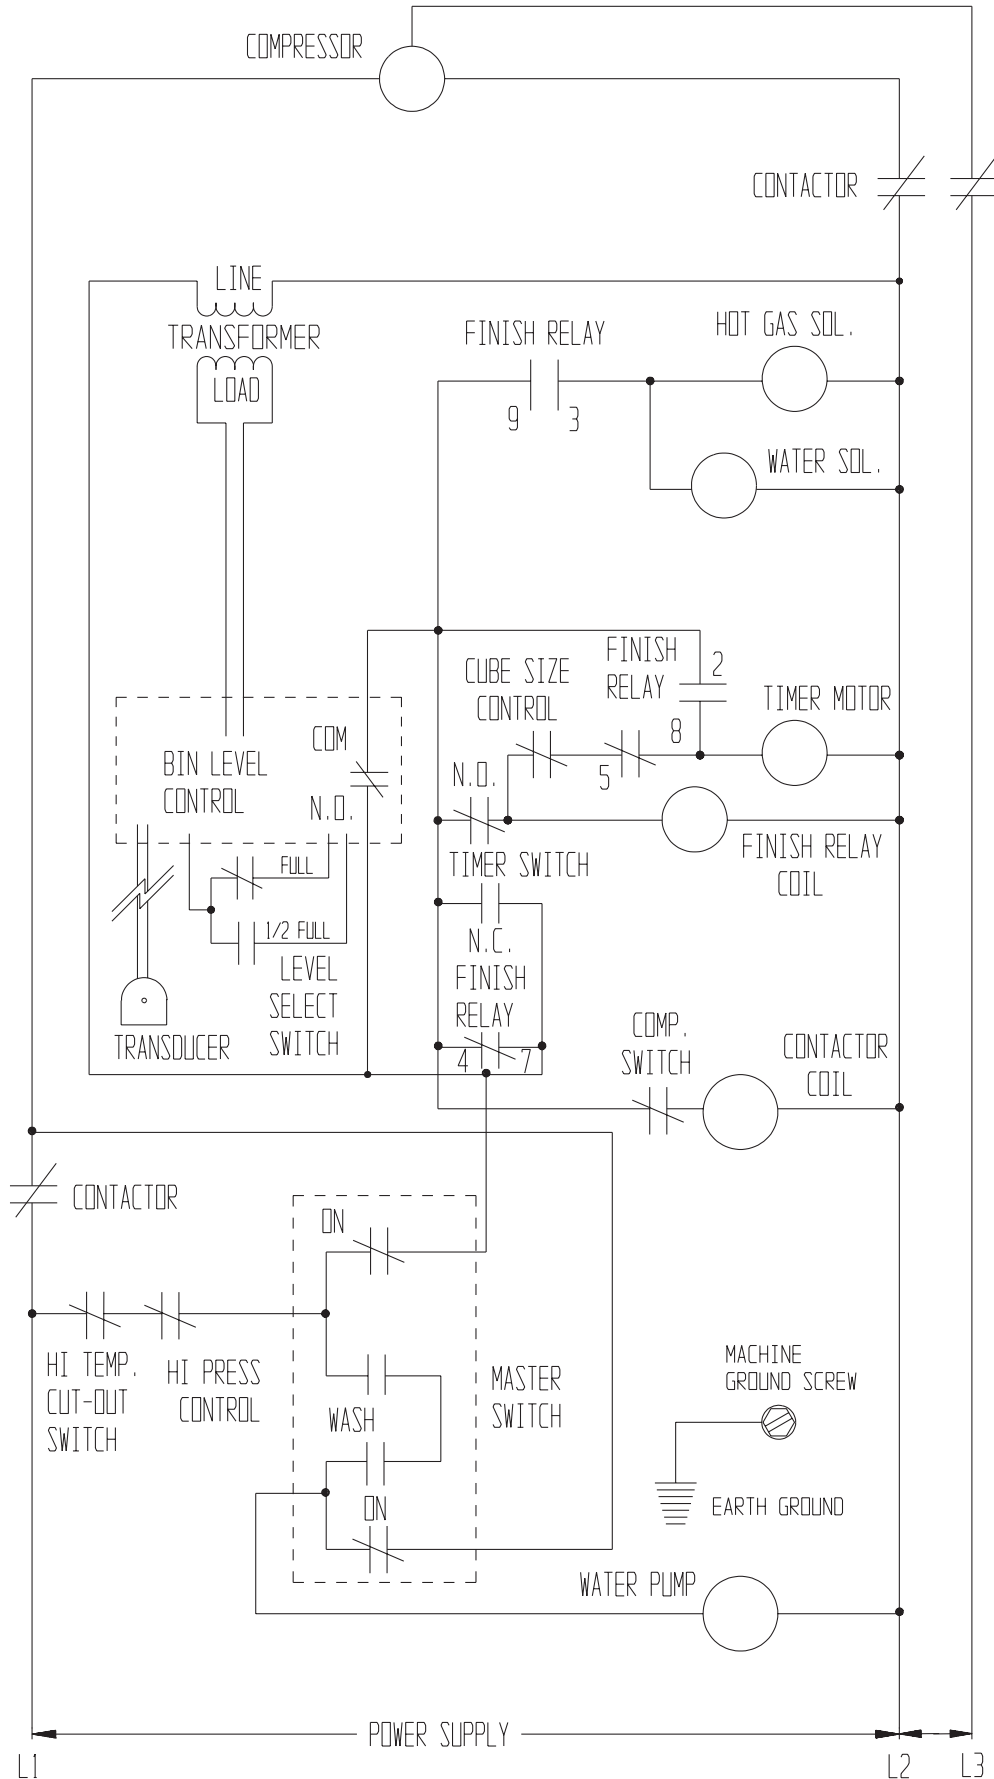 COMPRESSOR
CONTACTOR
LINE
TRANSFORMER
LOAD
FINISH RELAY
9
3
HOT GAS SOL.
WATER SOL.
CUBE SIZE
CONTROL
FINISH
RELAY
2
8
5
TIMER MOTOR
COM
BIN LEVEL
CONTROL
N.O.
N.O.
TIMER SWITCH
FINISH RELAY
COIL
FULL
1/2 FULL
LEVEL
SELECT
SWITCH
TRANSDUCER
N.C.
FINISH
RELAY
4
7
COMP.
SWITCH
CONTACTOR
COIL
CONTACTOR
ON
HI TEMP.
CUT-OUT
SWITCH
HI PRESS
CONTROL
WASH
ON
MASTER
SWITCH
MACHINE
GROUND SCREW
EARTH GROUND
WATER PUMP
POWER SUPPLY
L1
L2
L3